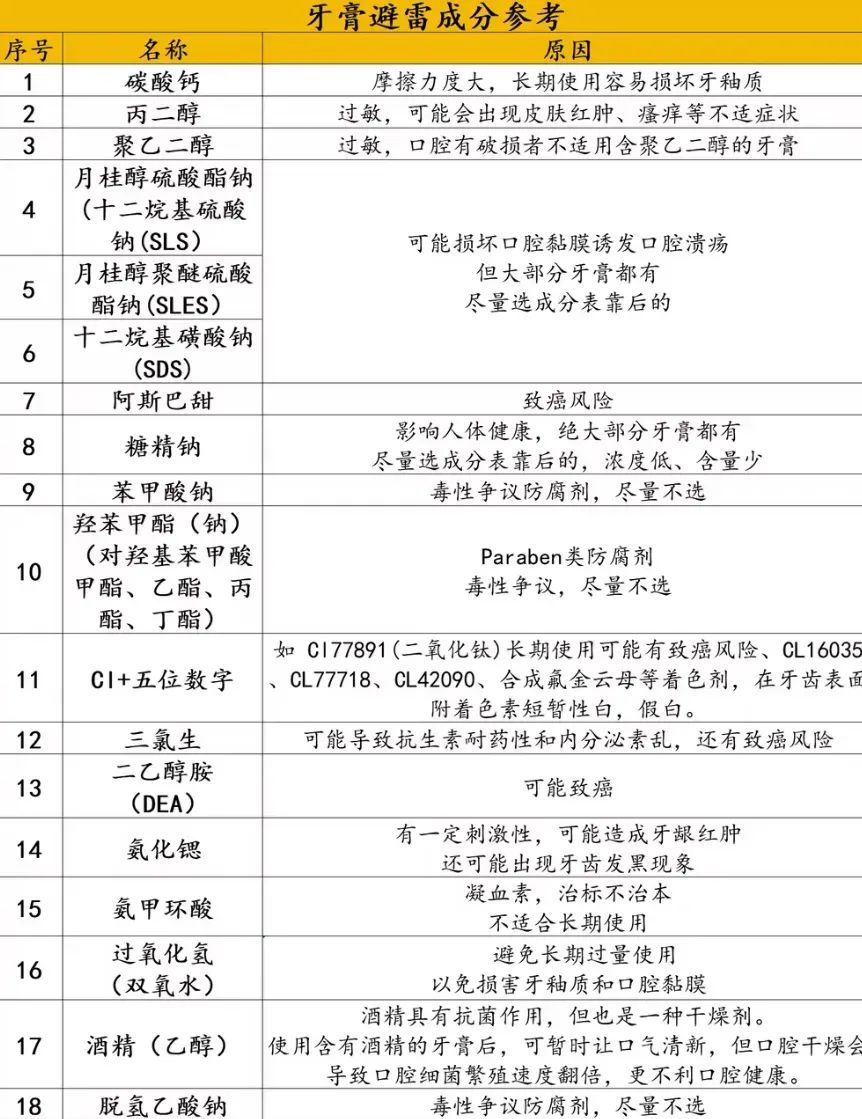 牙膏避雷成分参考
序号 名称 原因
1 碳酸钙 摩擦力度大，长期使用容易损坏牙釉质
2 丙二醇 过敏，可能会出现皮肤红肿、瘙痒等不适症状
3 聚乙二醇 过敏，口腔有破损者不适用含聚乙二醇的牙膏
4
月桂醇硫酸酯钠
(十二烷基硫酸
钠(SLS)
5
月桂醇聚醚硫酸
酯钠(SLES)
6
十二烷基磺酸钠
(SDS)
可能损坏口腔黏膜诱发口腔溃疡
但大部分牙膏都有
尽量选成分表靠后的
7 阿斯巴甜 致癌风险
8 糖精钠
影响人体健康，绝大部分牙膏都有
尽量选成分表靠后的，浓度低、含量少
9 苯甲酸钠 毒性争议防腐剂，尽量不选
10
羟苯甲酯（钠）
（对羟基苯甲酸
甲酯、乙酯、丙
酯、丁酯）
Paraben类防腐剂
毒性争议，尽量不选
11 CI+五位数字
如 CI77891(二氧化钛)长期使用可能有致癌风险、CL16035
、CL77718、CL42090、合成氟金云母等着色剂，在牙齿表面
附着色素短暂性白，假白。
12 三氯生 可能导致抗生素耐药性和内分泌素乱，还有致癌风险
13
二乙醇胺
（DEA）
可能致癌
14 氨化锶
有一定刺激性，可能造成牙龈红肿
还可能出现牙齿发黑现象
15 氨甲环酸
凝血素，治标不治本
不适合长期使用
16
过氧化氢
（双氧水）
避免长期过量使用
以免损害牙釉质和口腔黏膜
17 酒精（乙醇）
酒精具有抗菌作用，但也是一种干燥剂。
使用含有酒精的牙膏后，可暂时让口气清新，但口腔干燥会
导致口腔细菌繁殖速度翻倍，更不利口腔健康。
18 脱氢乙酸钠 毒性争议防腐剂，尽量不选